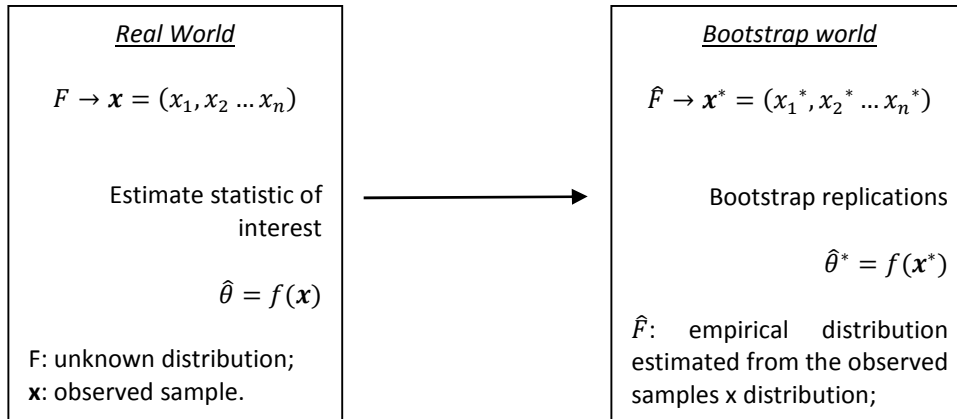 Real World
F → x = (x₁, x₂ … xₙ)
Estimate statistic of
interest
θ̂ = f(x)
F: unknown distribution;
x: observed sample.
Bootstrap world
F̂ → x* = (x₁*, x₂* … xₙ*)
Bootstrap replications
θ̂* = f(x*)
F̂: empirical distribution
estimated from the observed
samples x distribution;